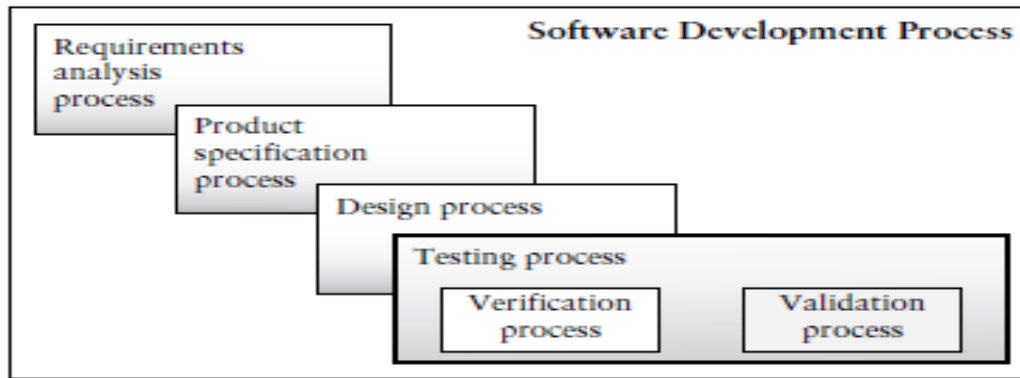 Software Development Process
Requirements
analysis
process
Product
specification
process
Design process
Testing process
Verification
process
Validation
process